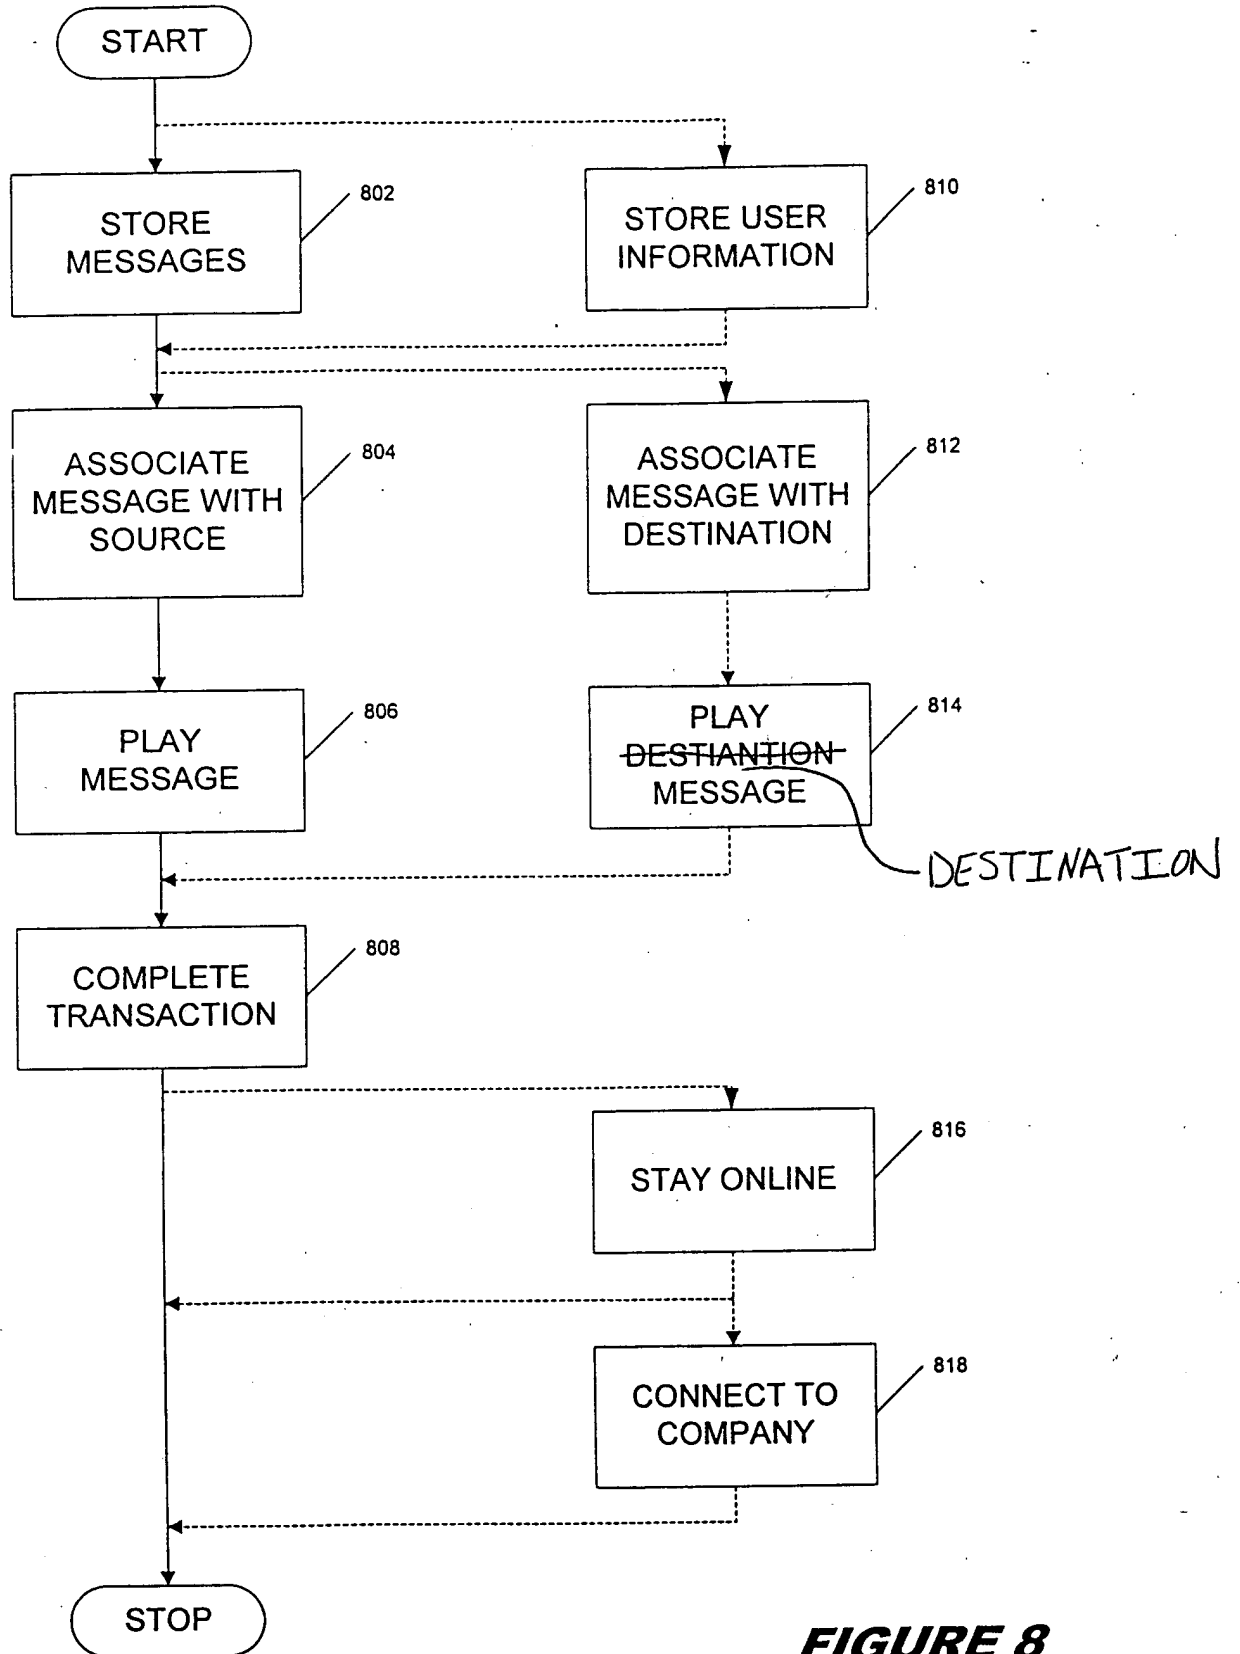 START
STORE
MESSAGES
802
STORE USER
INFORMATION
810
ASSOCIATE
MESSAGE WITH
SOURCE
804
ASSOCIATE
MESSAGE WITH
DESTINATION
812
PLAY
MESSAGE
806
PLAY
DESTIANTION
MESSAGE
814
DESTINATION
COMPLETE
TRANSACTION
808
STAY ONLINE
816
CONNECT TO
COMPANY
818
STOP
FIGURE 8